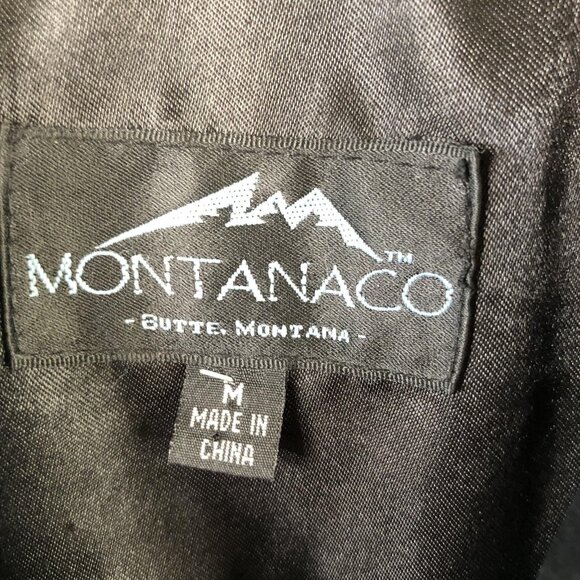 MONTANACO™
- BUTTE, MONTANA -
M
MADE IN
CHINA